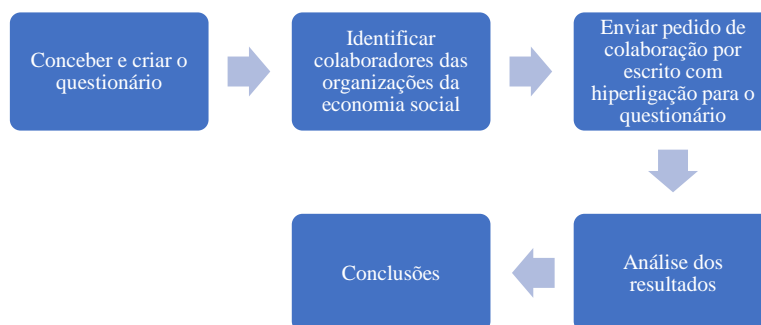 Conceber e criar o
questionário
Identificar
colaboradores das
organizações da
economia social
Enviar pedido de
colaboração por
escrito com
hiperligação para o
questionário
Análise dos
resultados
Conclusões